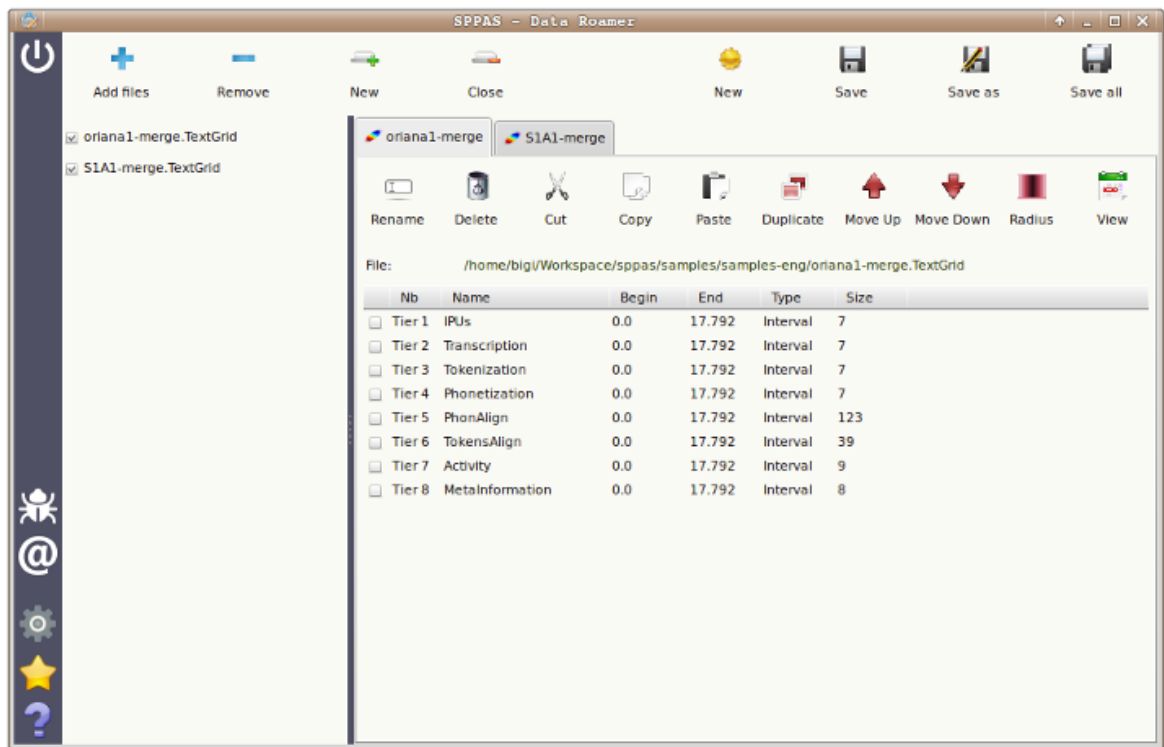 SPPAS - Data Roamer
Add files Remove New Close New Save Save as Save all
oriana1-merge.TextGrid
S1A1-merge.TextGrid
oriana1-merge S1A1-merge
Rename Delete Cut Copy Paste Duplicate Move Up Move Down Radius View
File: /home/bigi/Workspace/sppas/samples/samples-eng/oriana1-merge.TextGrid
Nb Name Begin End Type Size
Tier 1 IPUs 0.0 17.792 Interval 7
Tier 2 Transcription 0.0 17.792 Interval 7
Tier 3 Tokenization 0.0 17.792 Interval 7
Tier 4 Phonetization 0.0 17.792 Interval 7
Tier 5 PhonAlign 0.0 17.792 Interval 123
Tier 6 TokensAlign 0.0 17.792 Interval 39
Tier 7 Activity 0.0 17.792 Interval 9
Tier 8 MetaInformation 0.0 17.792 Interval 8
@
?